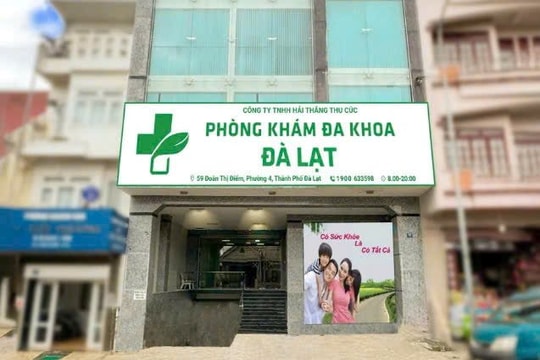 CÔNG TY TNHH HẢI THĂNG THU CÚC
PHÒNG KHÁM ĐA KHOA
ĐÀ LẠT
59 Đoàn Thị Điểm, Phường 4, Thành Phố Đà Lạt 1900 633598 8:00-20:00
Có Sức Khỏe
Là
Có Tất Cả